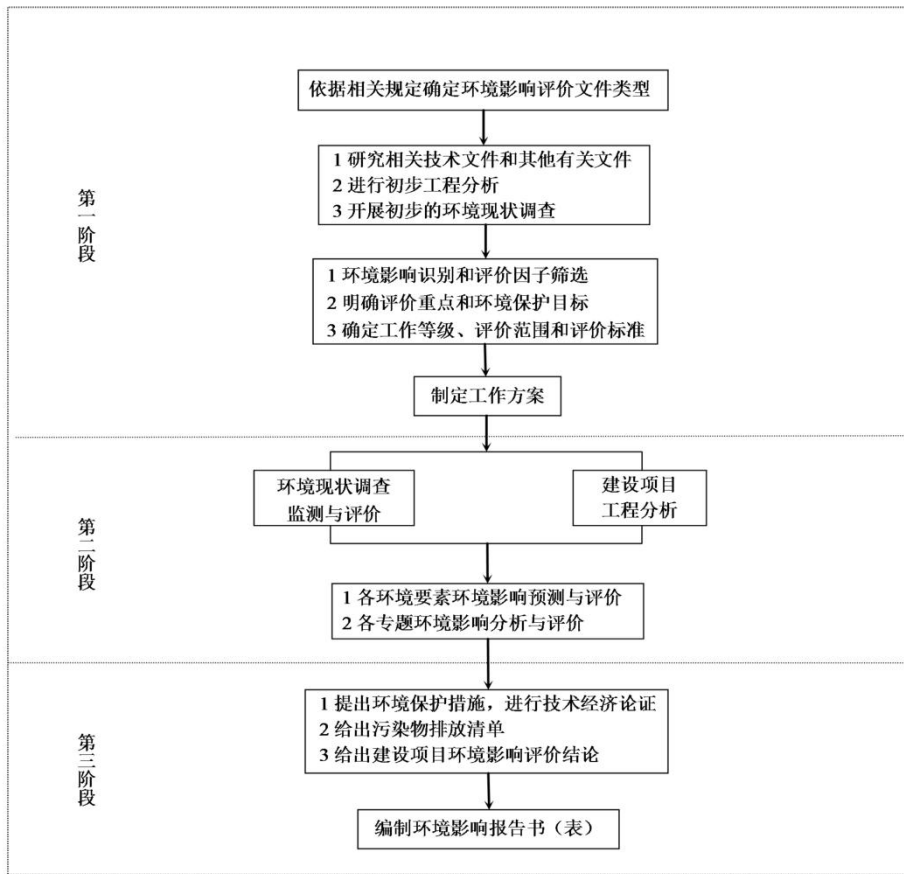 依据相关规定确定环境影响评价文件类型
1 研究相关技术文件和其他有关文件
2 进行初步工程分析
3 开展初步的环境现状调查
第一阶段
1 环境影响识别和评价因子筛选
2 明确评价重点和环境保护目标
3 确定工作等级、评价范围和评价标准
制定工作方案
环境现状调查
监测与评价
建设项目
工程分析
第二阶段
1 各环境要素环境影响预测与评价
2 各专题环境影响分析与评价
1 提出环境保护措施，进行技术经济论证
2 给出污染物排放清单
3 给出建设项目环境影响评价结论
第三阶段
编制环境影响报告书（表）